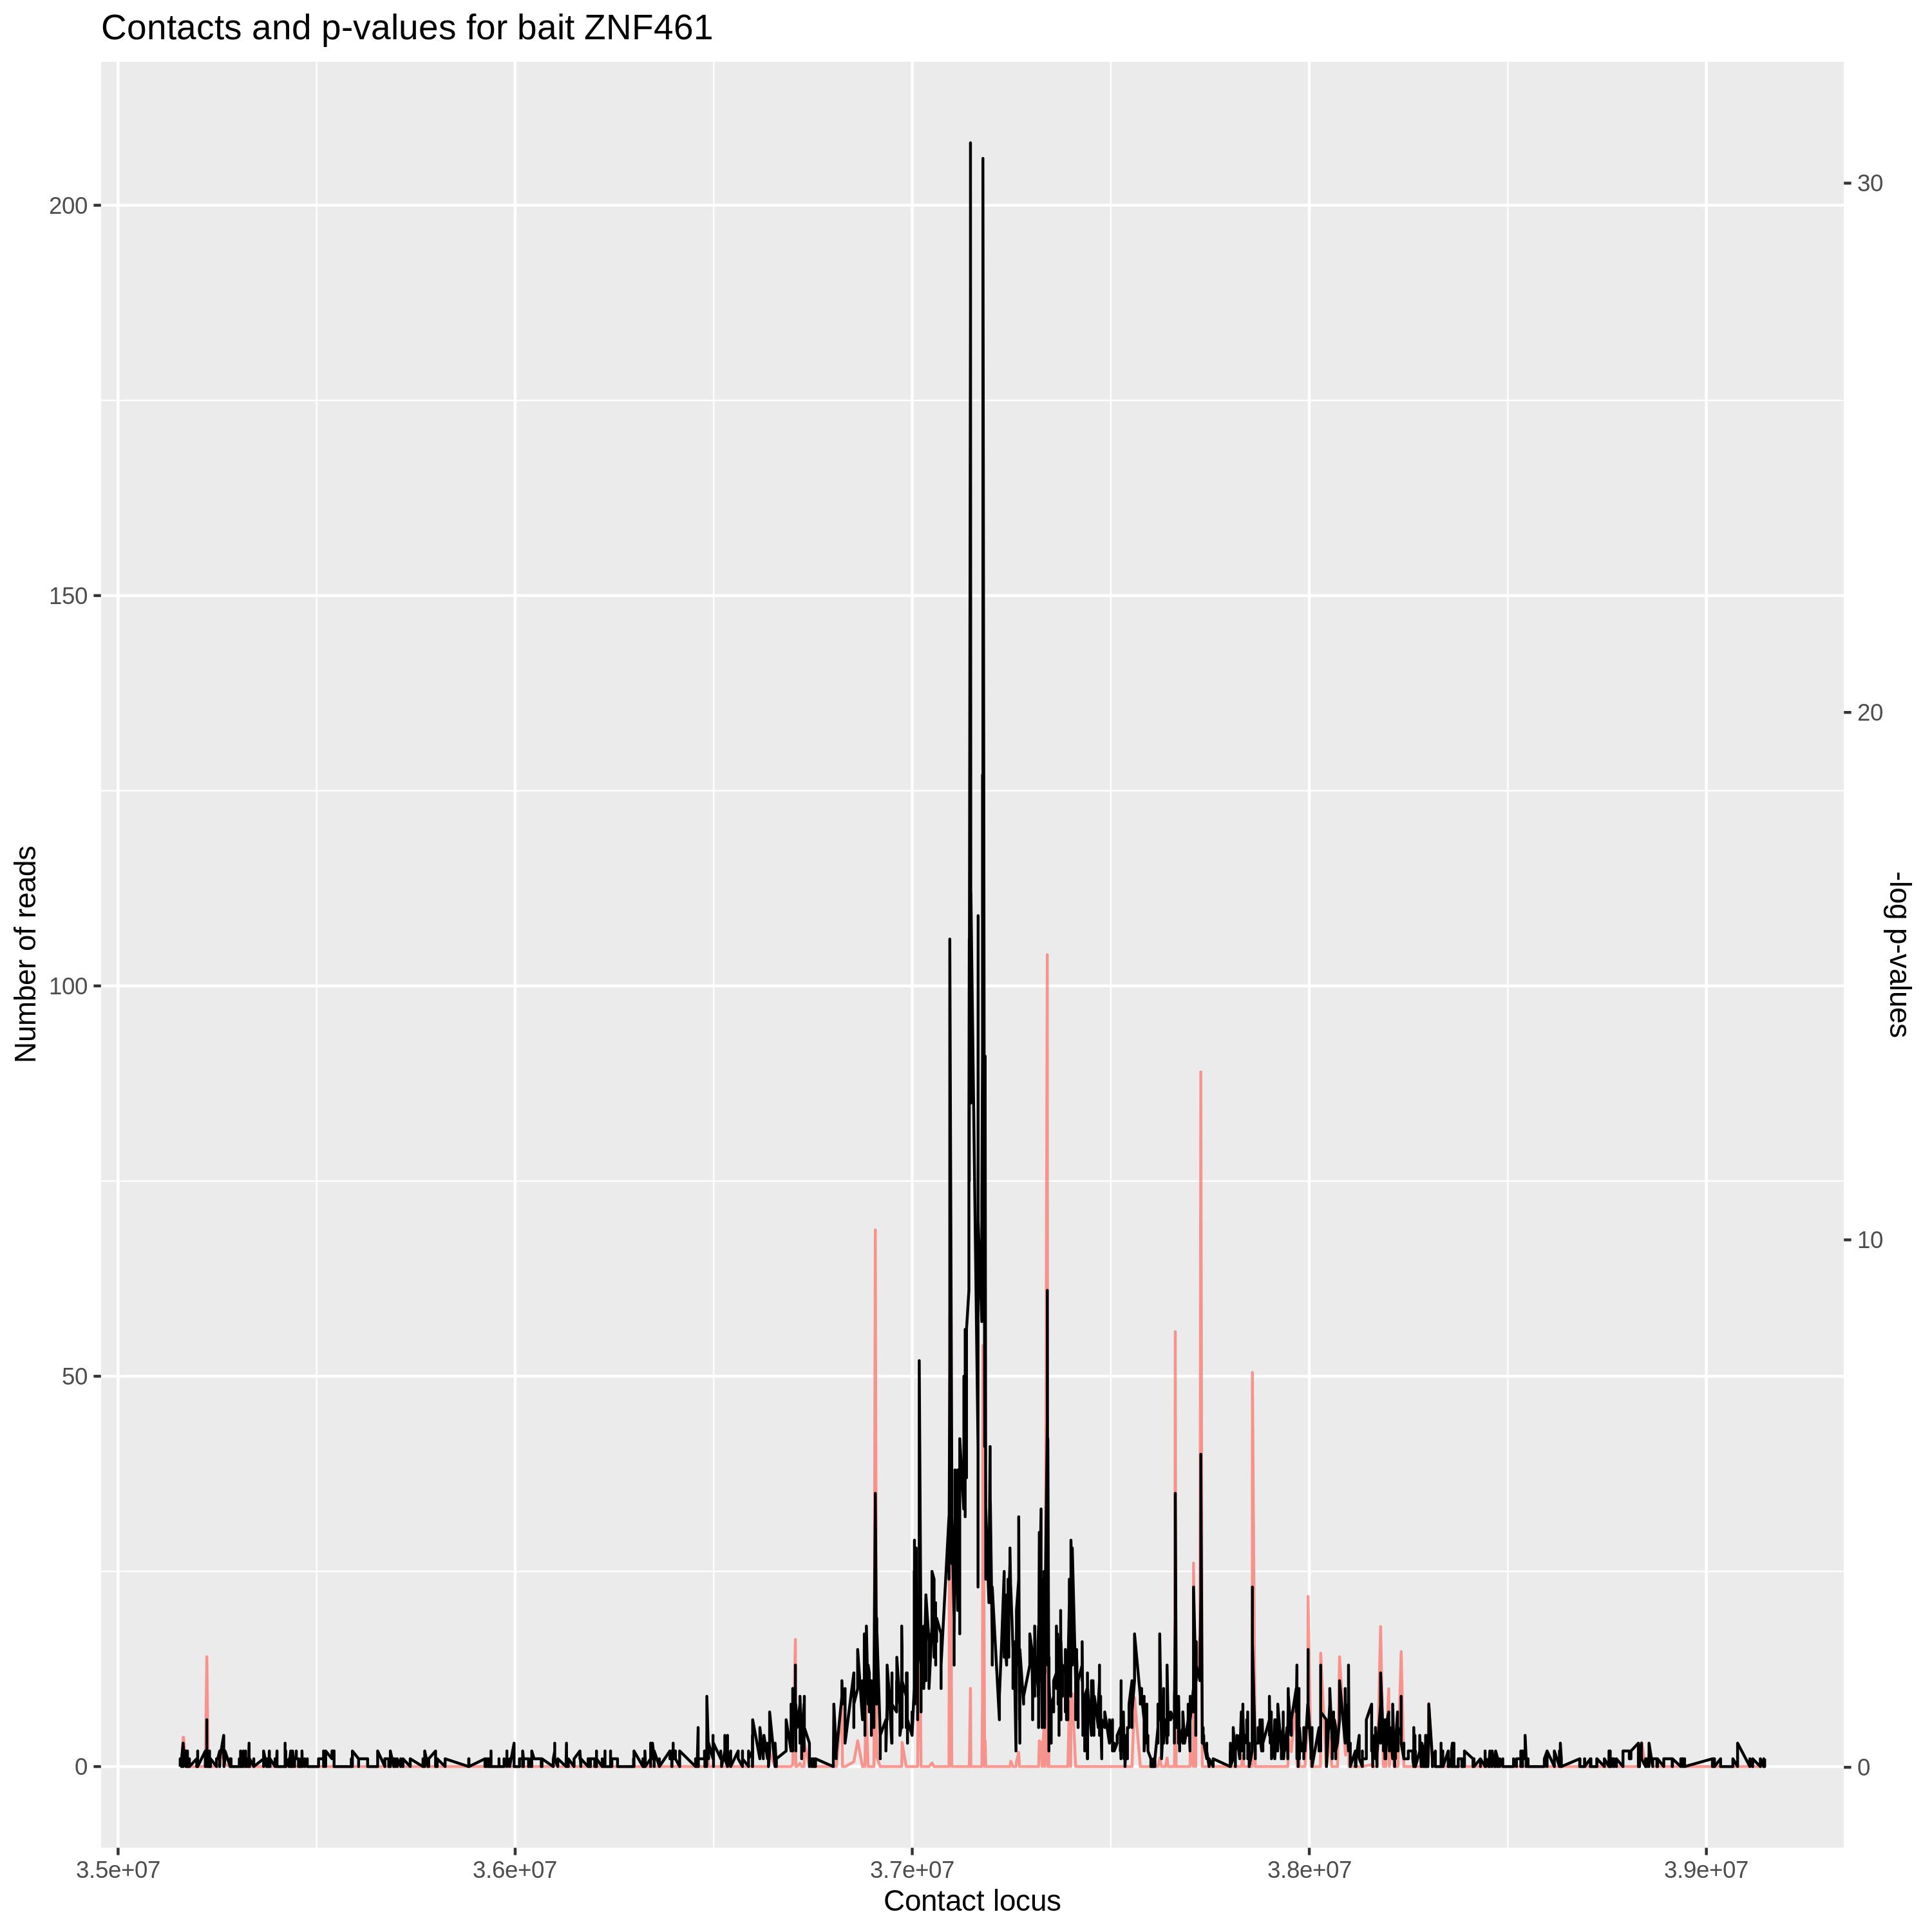 Contacts and p-values for bait ZNF461
Number of reads
200
150
100
50
0
30
20
10
0
-log p-values
3.5e+07
3.6e+07
3.7e+07
3.8e+07
3.9e+07
Contact locus